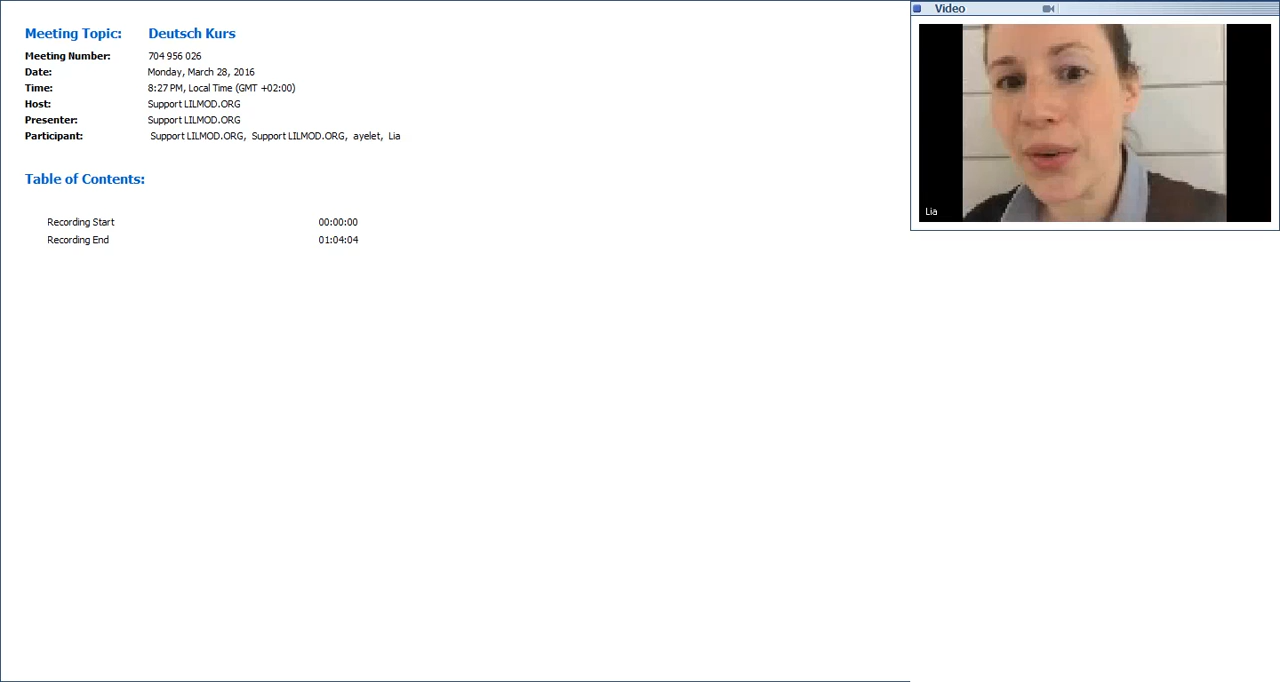 Meeting Topic: Deutsch Kurs
Meeting Number: 704 956 026
Date: Monday, March 28, 2016
Time: 8:27 PM, Local Time (GMT +02:00)
Host: Support LILMOD.ORG
Presenter: Support LILMOD.ORG
Participant: Support LILMOD.ORG, Support LILMOD.ORG, ayelet, Lia
Table of Contents:
Recording Start 00:00:00
Recording End 01:04:04
Video
Lia